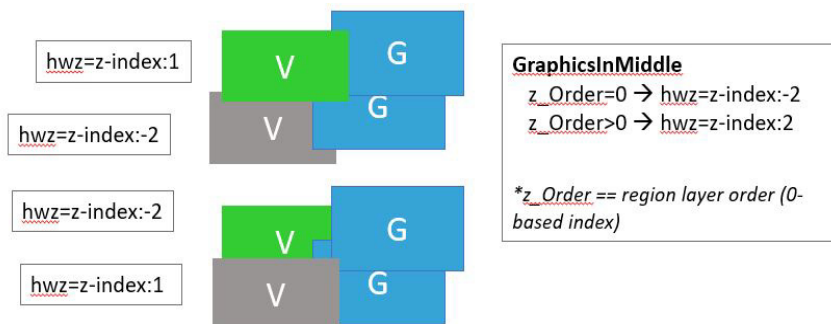 hwz=z-index:1
V
G
hwz=z-index:-2
V
G
hwz=z-index:-2
V
G
hwz=z-index:1
V
G
GraphicsInMiddle
z_Order=0 → hwz=z-index:-2
z_Order>0 → hwz=z-index:2
*z_Order == region layer order (0-
based index)